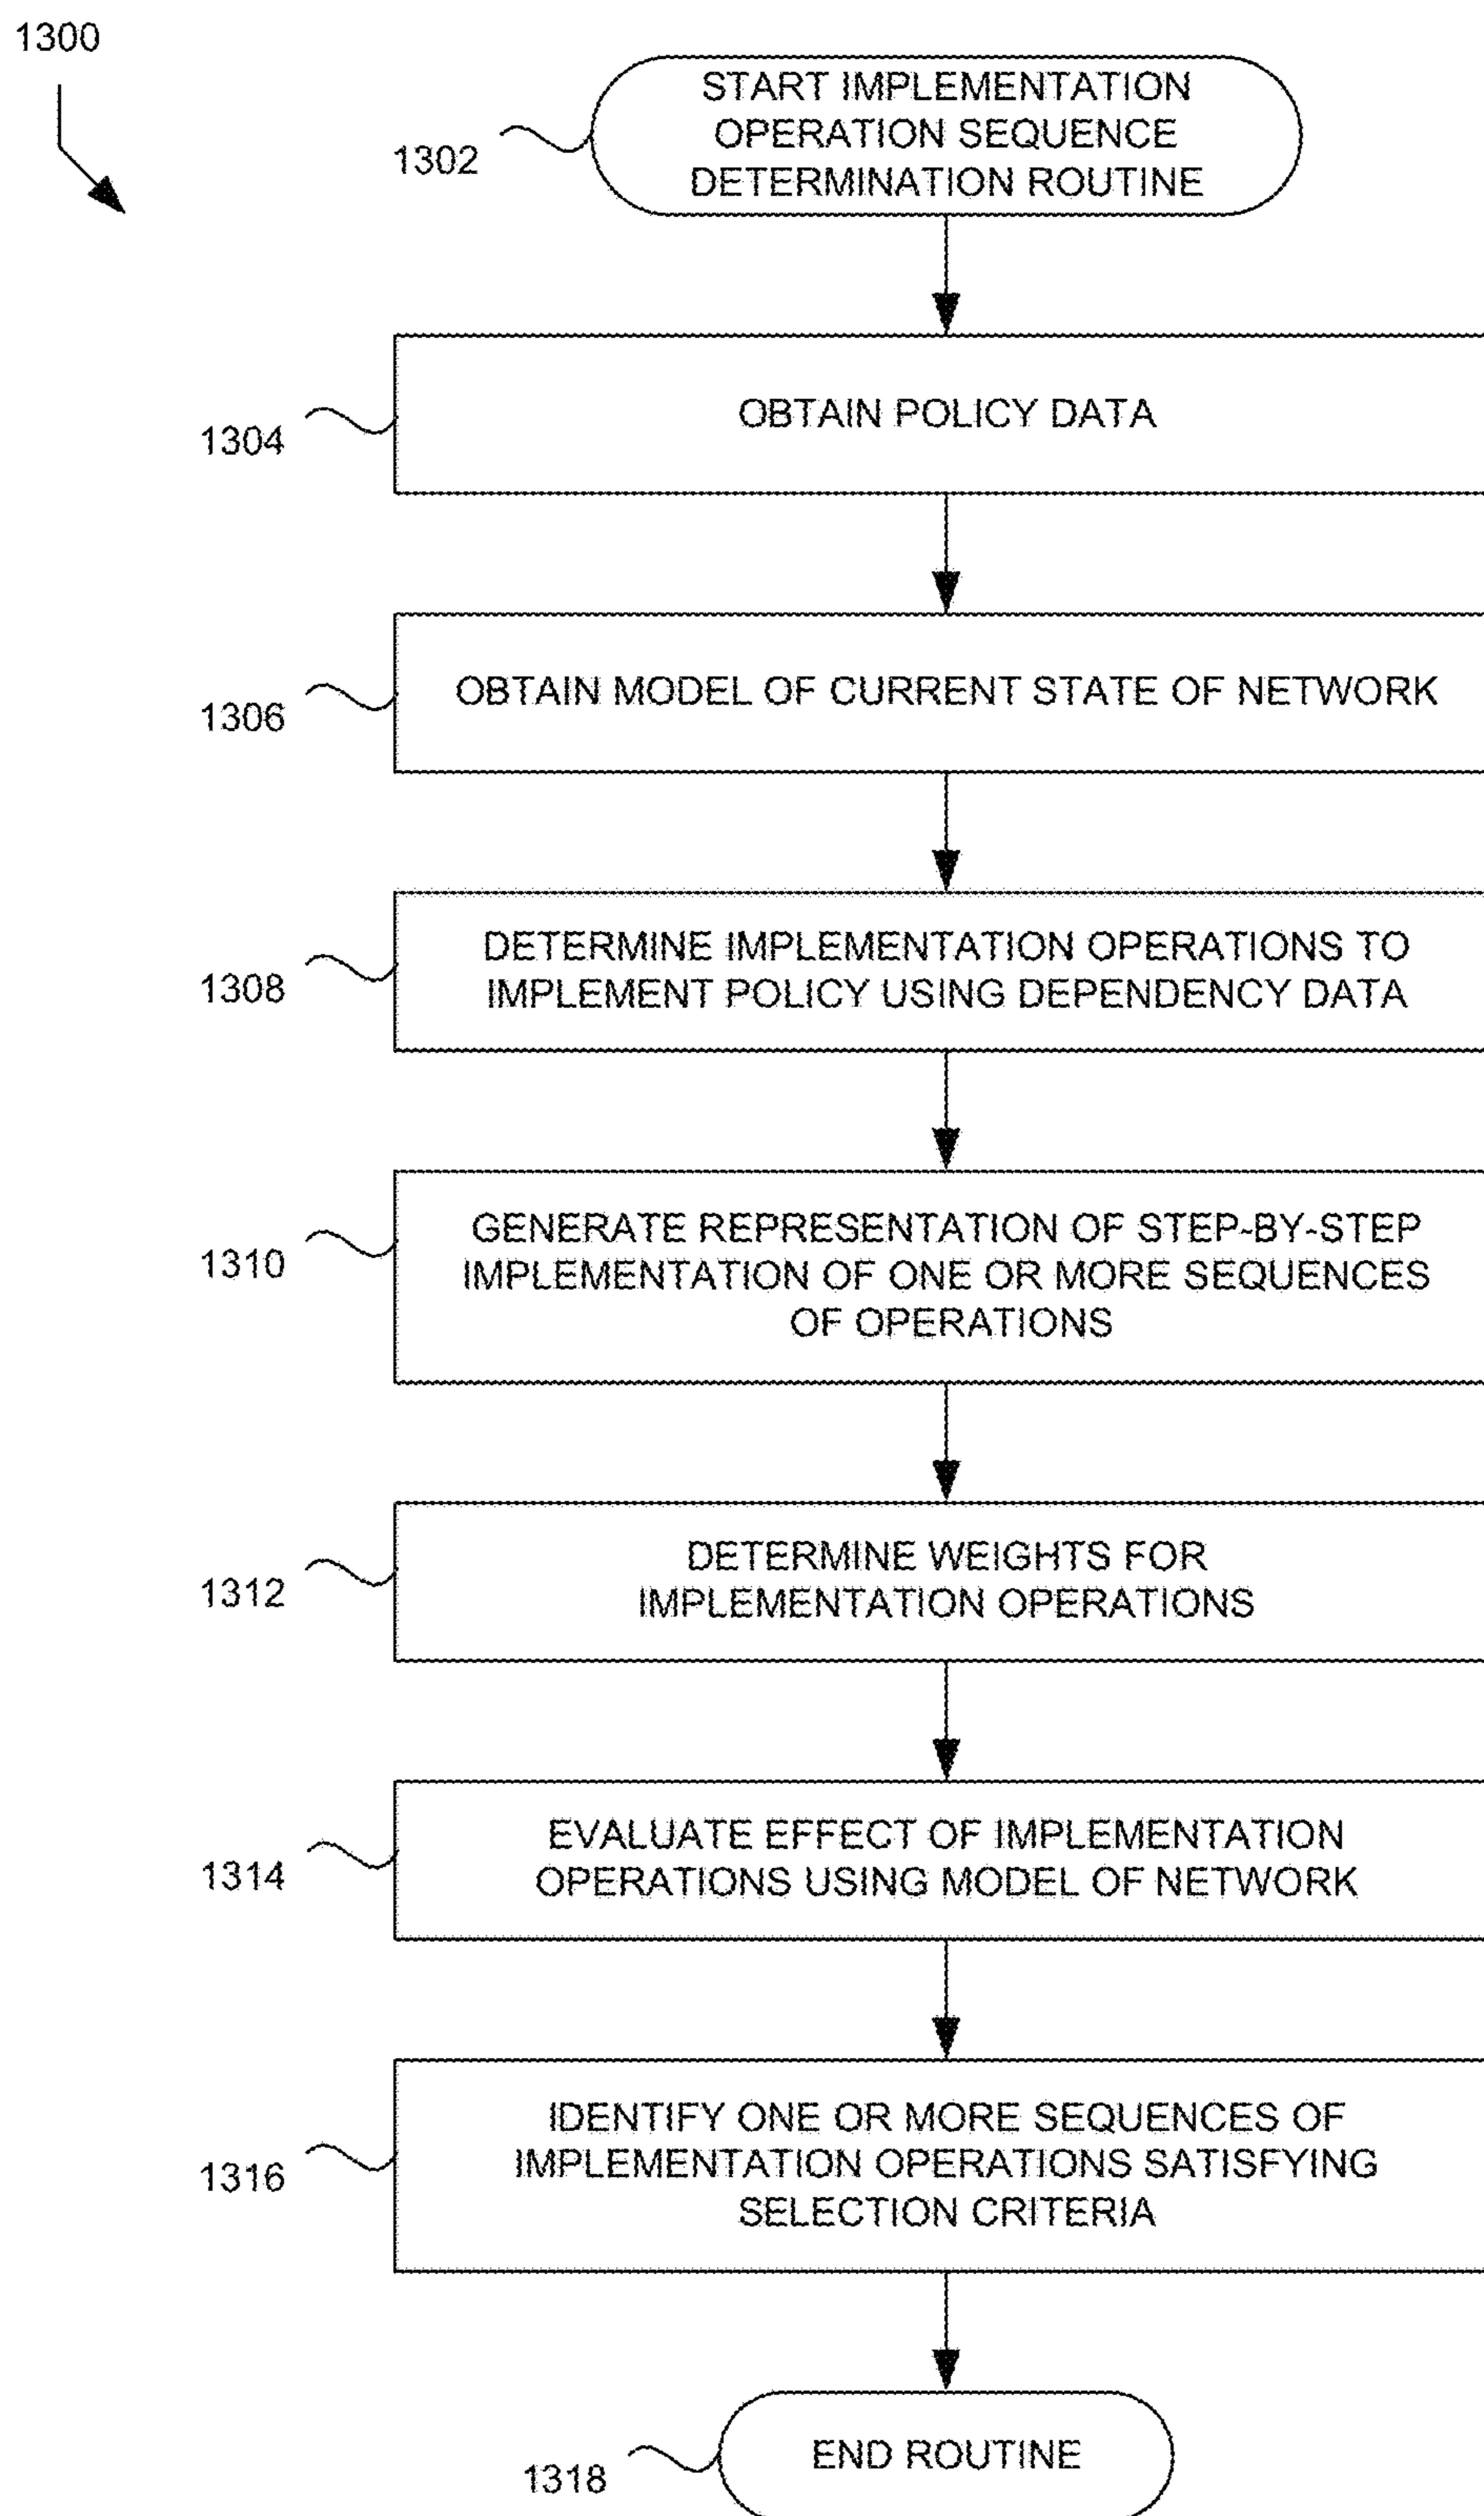 1300
START IMPLEMENTATION
OPERATION SEQUENCE
DETERMINATION ROUTINE
1302
OBTAIN POLICY DATA
1304
OBTAIN MODEL OF CURRENT STATE OF NETWORK
1306
DETERMINE IMPLEMENTATION OPERATIONS TO
IMPLEMENT POLICY USING DEPENDENCY DATA
1308
GENERATE REPRESENTATION OF STEP-BY-STEP
IMPLEMENTATION OF ONE OR MORE SEQUENCES
OF OPERATIONS
1310
DETERMINE WEIGHTS FOR
IMPLEMENTATION OPERATIONS
1312
EVALUATE EFFECT OF IMPLEMENTATION
OPERATIONS USING MODEL OF NETWORK
1314
IDENTIFY ONE OR MORE SEQUENCES OF
IMPLEMENTATION OPERATIONS SATISFYING
SELECTION CRITERIA
1316
END ROUTINE
1318